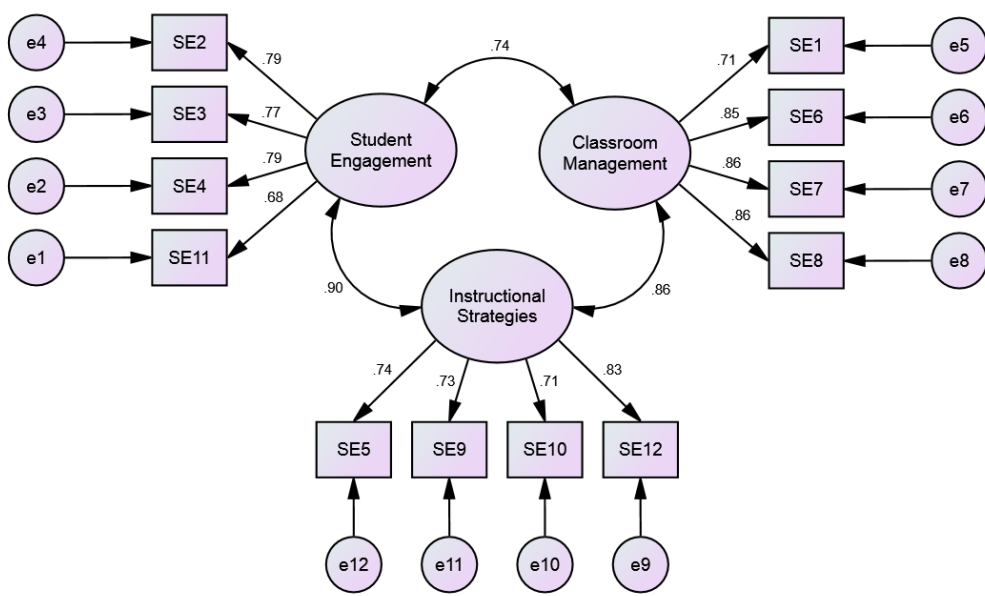 e4
SE2
.79
.74
.71
SE1
e5
e3
SE3
.77
Student
Engagement
Classroom
Management
.85
SE6
e6
e2
SE4
.79
.86
SE7
e7
e1
SE11
.68
.86
SE8
e8
.90
Instructional
Strategies
.86
.74
.73
.71
.83
SE5
SE9
SE10
SE12
e12
e11
e10
e9